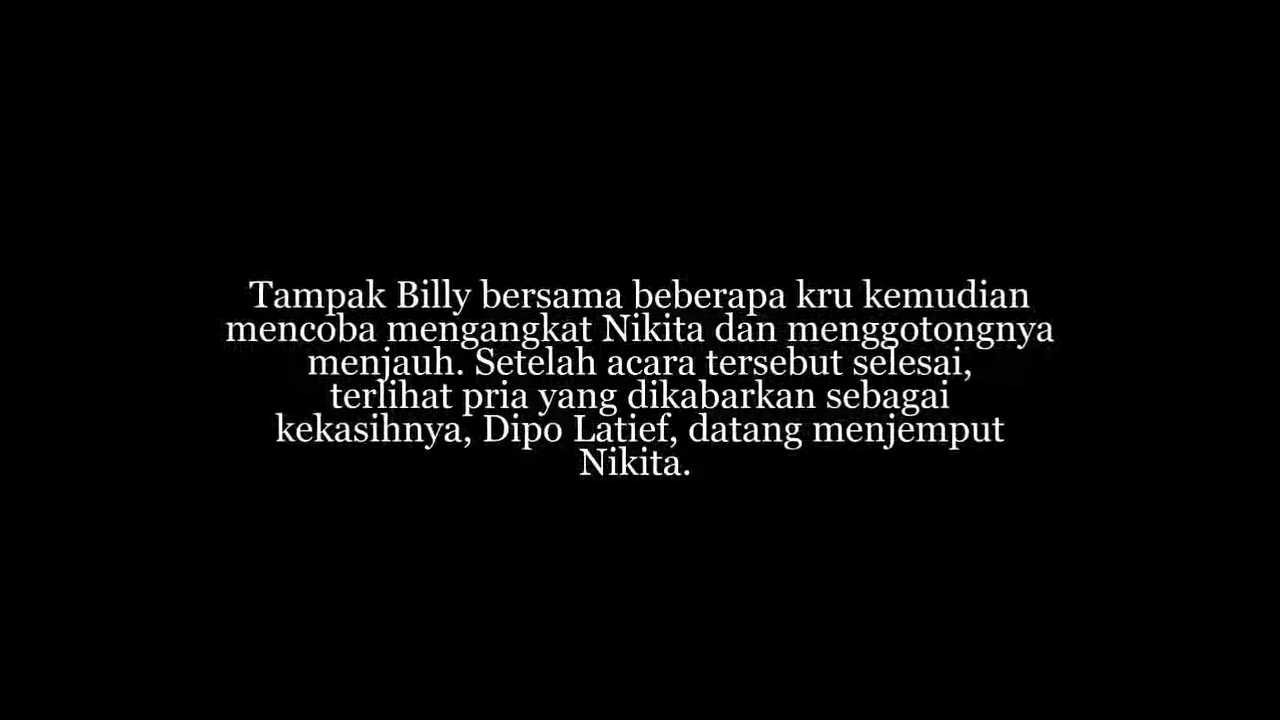 Tampak Billy bersama beberapa kru kemudian
mencoba mengangkat Nikita dan menggotongnya
menjauh. Setelah acara tersebut selesai,
terlihat pria yang dikabarkan sebagai
kekasihnya, Dipo Latief, datang menjemput
Nikita.